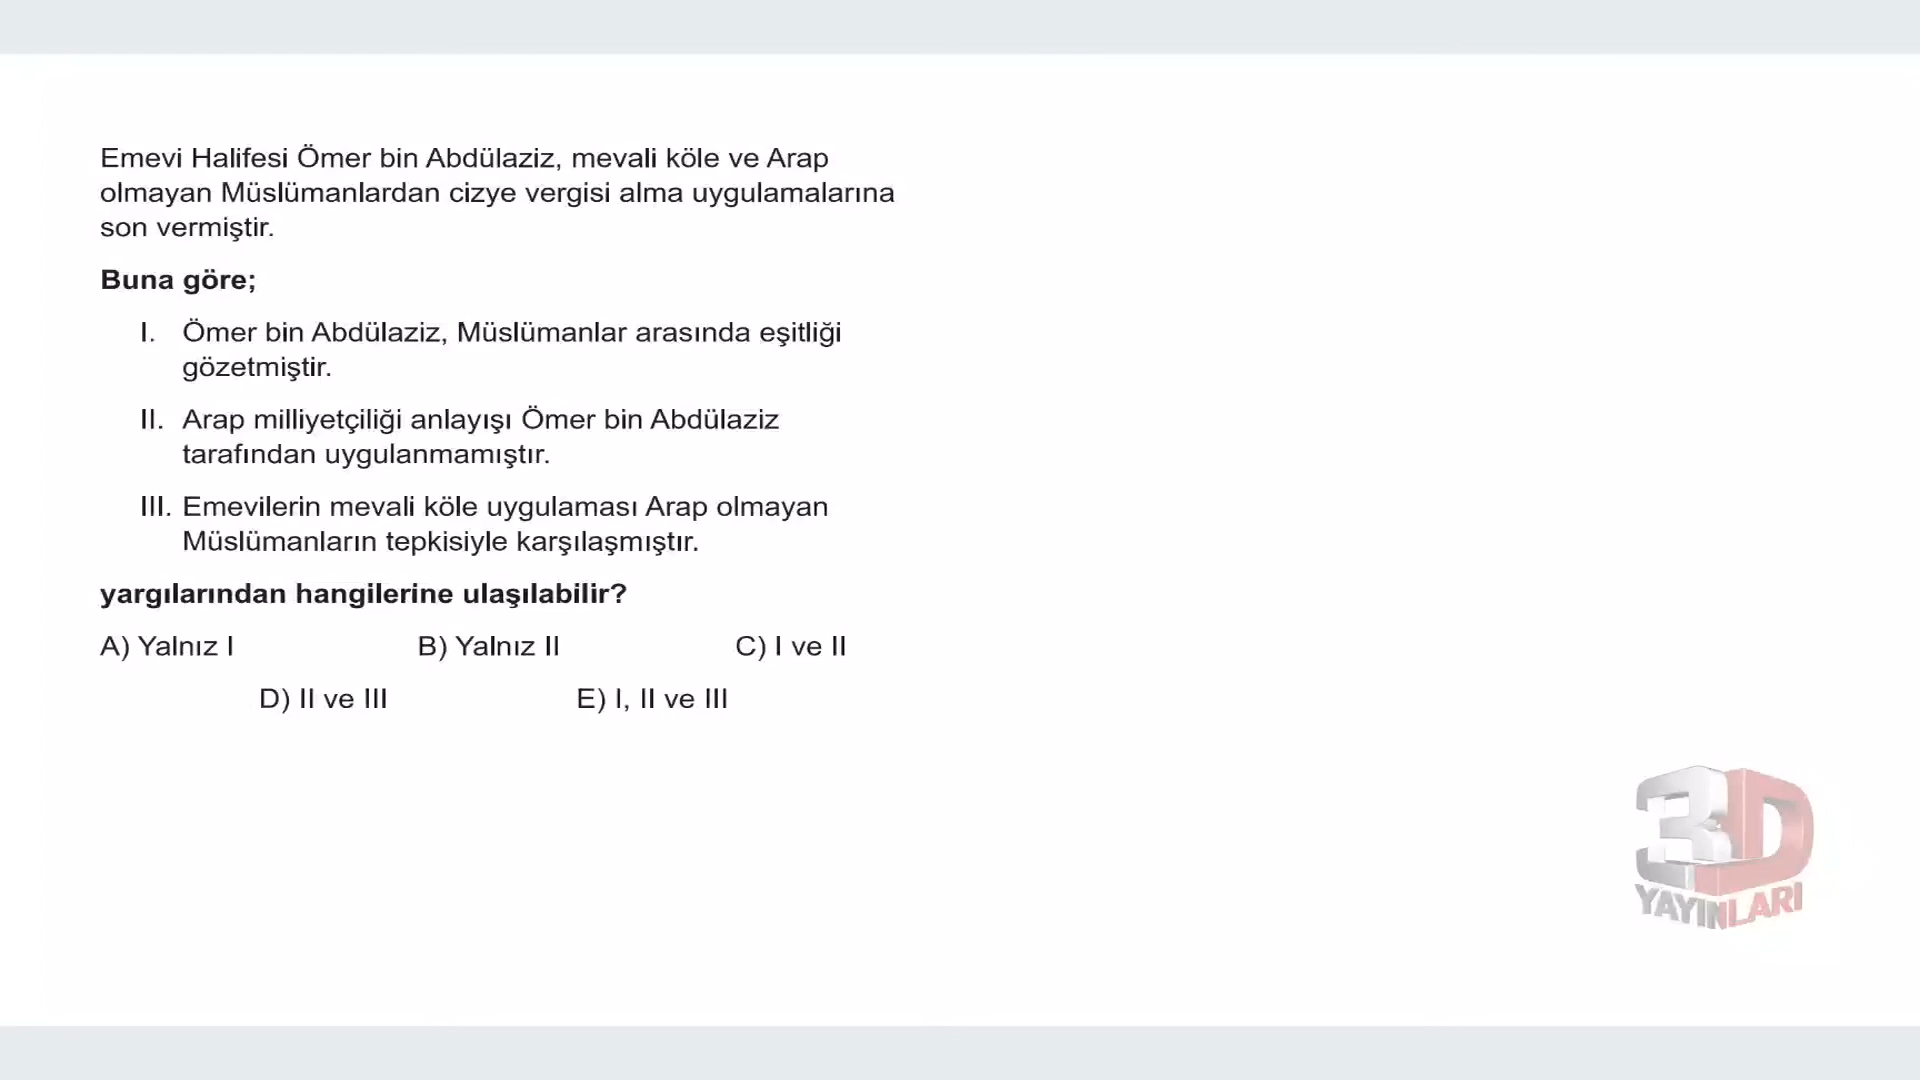 Emevi Halifesi Ömer bin Abdülaziz, mevali köle ve Arap
olmayan Müslümanlardan cizye vergisi alma uygulamalarına
son vermiştir.
Buna göre;
I. Ömer bin Abdülaziz, Müslümanlar arasında eşitliği
gözetmiştir.
II. Arap milliyetçiliği anlayışı Ömer bin Abdülaziz
tarafından uygulanmamıştır.
III. Emevilerin mevali köle uygulaması Arap olmayan
Müslümanların tepkisiyle karşılaşmıştır.
yargılarından hangilerine ulaşılabilir?
A) Yalnız I B) Yalnız II C) I ve II
D) II ve III E) I, II ve III
3D
YAYINLARI